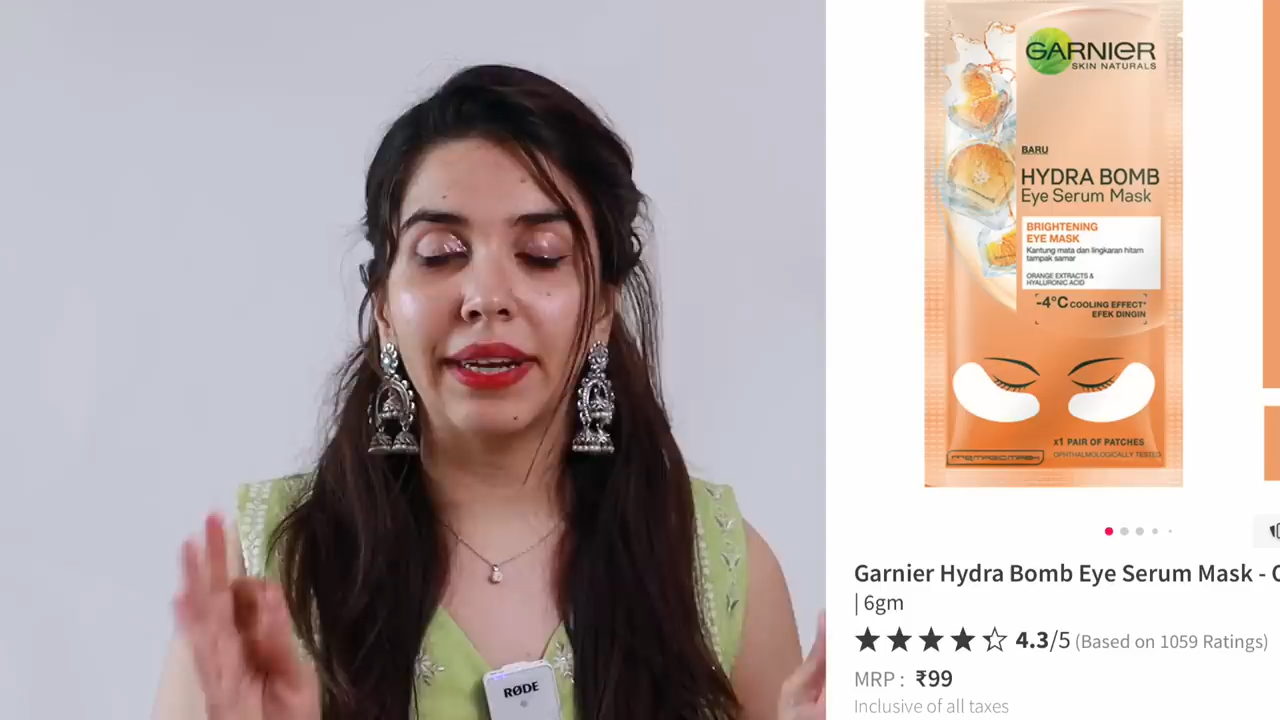 RØDE
GARNIER
SKIN NATURALS
BARU
HYDRA BOMB
Eye Serum Mask
BRIGHTENING
EYE MASK
Kantung mata dan lingkaran hitam
tampak samar
ORANGE EXTRACTS &
HYALURONIC ACID
-4°C COOLING EFFECT*
EFEK DINGIN
x1 PAIR OF PATCHES
OPHTHALMOLOGICALLY TESTED
Garnier Hydra Bomb Eye Serum Mask -
| 6gm
4.3/5 (Based on 1059 Ratings)
MRP : ₹99
Inclusive of all taxes